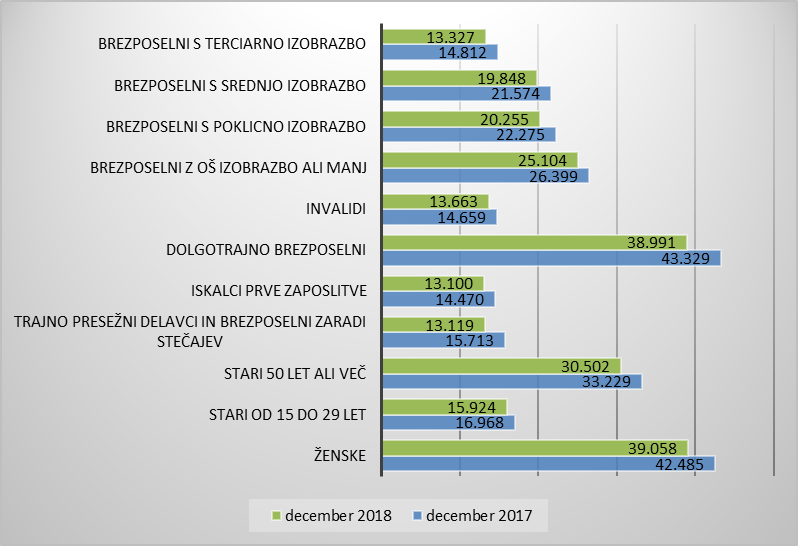 BREZPOSELNI S TERCIARNO IZOBRAZBO
13.327
14.812
BREZPOSELNI S SREDNJO IZOBRAZBO
19.848
21.574
BREZPOSELNI S POKLICNO IZOBRAZBO
20.255
22.275
BREZPOSELNI Z OŠ IZOBRAZBO ALI MANJ
25.104
26.399
INVALIDI
13.663
14.659
DOLGOTRAJNO BREZPOSELNI
38.991
43.329
ISKALCI PRVE ZAPOSLITVE
13.100
14.470
TRAJNO PRESEŽNI DELAVCI IN BREZPOSELNI ZARADI
STEČAJEV
13.119
15.713
STARI 50 LET ALI VEČ
30.502
33.229
STARI OD 15 DO 29 LET
15.924
16.968
ŽENSKE
39.058
42.485
december 2018
december 2017